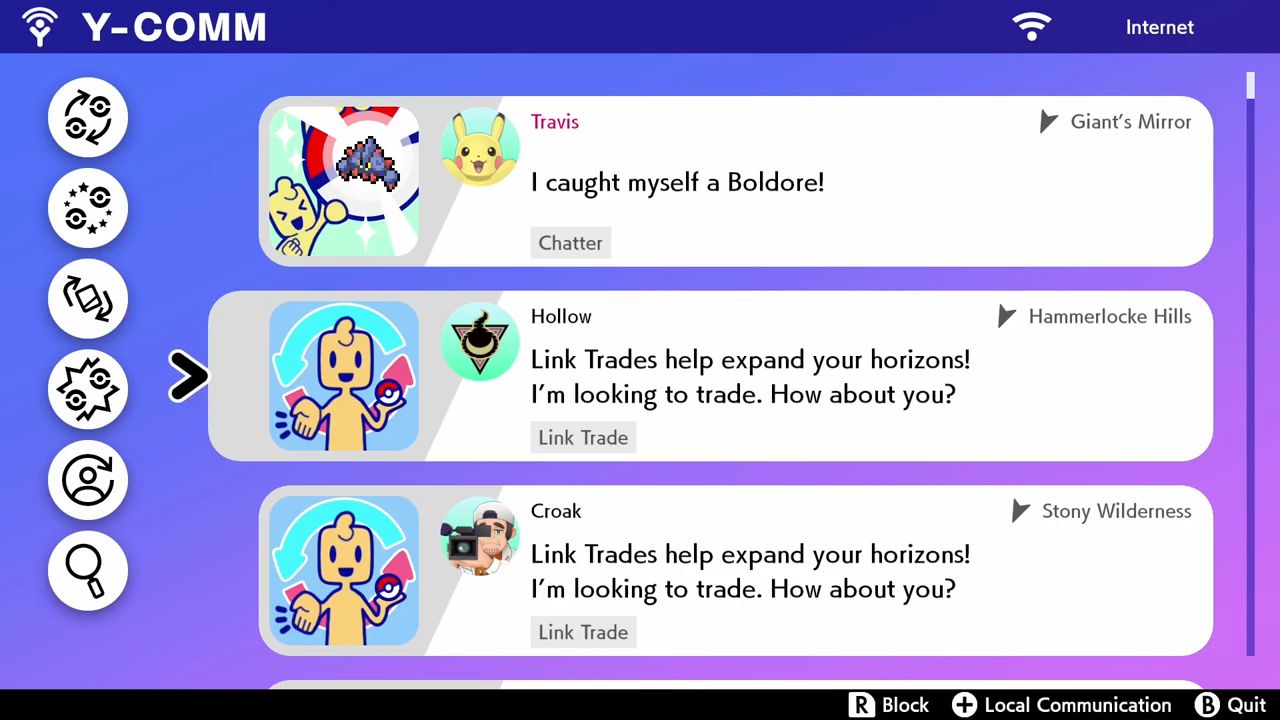 Y-COMM
Internet
Travis
Giant's Mirror
I caught myself a Boldore!
Chatter
Hollow
Hammerlocke Hills
Link Trades help expand your horizons!
I'm looking to trade. How about you?
Link Trade
Croak
Stony Wilderness
Link Trades help expand your horizons!
I'm looking to trade. How about you?
Link Trade
R Block + Local Communication B Quit